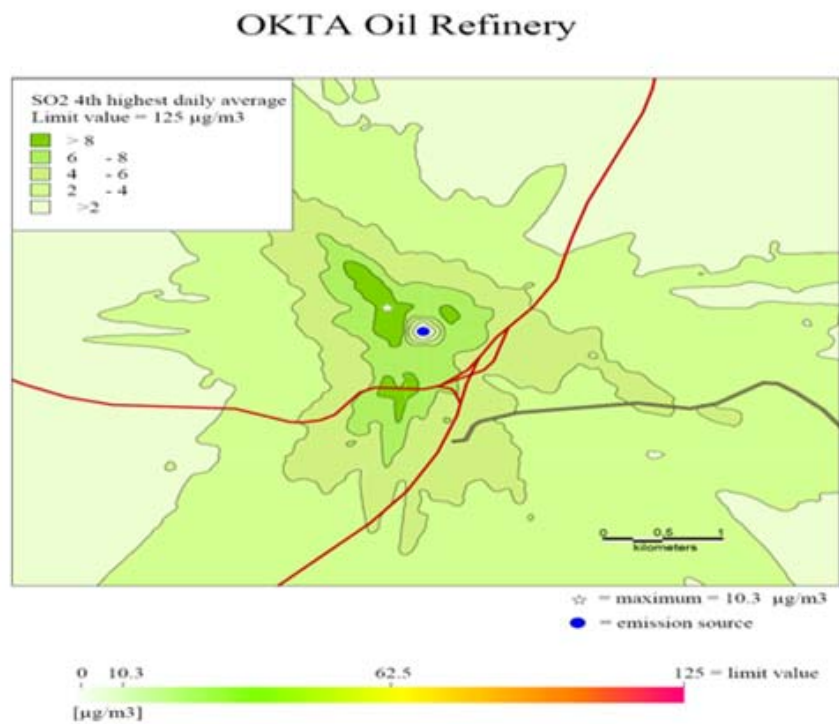 OKTA Oil Refinery
SO2 4th highest daily average
Limit value = 125 µg/m3
> 8
6 - 8
4 - 6
2 - 4
>2
0 0.5 1
kilometers
☆ = maximum = 10.3 µg/m3
= emission source
0 10.3 62.5 125 = limit value
[µg/m3]